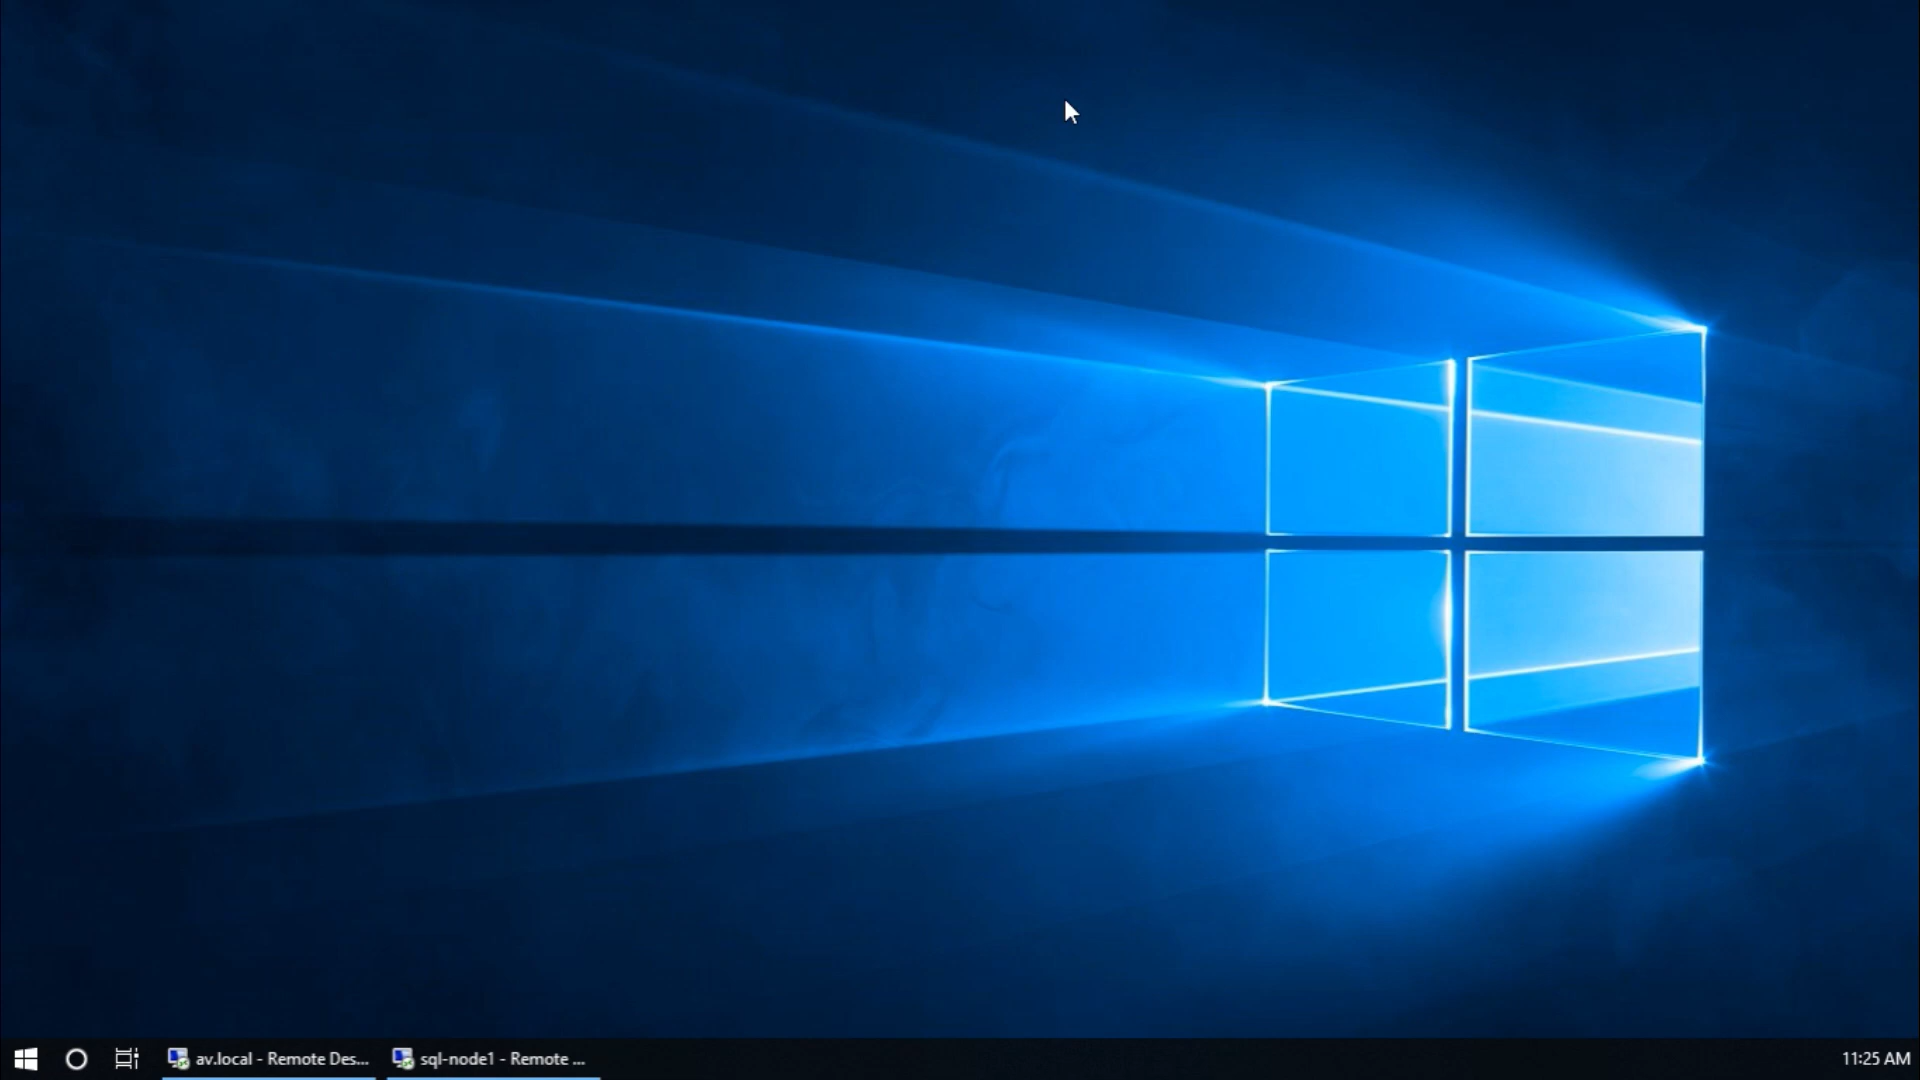 av.local - Remote Des...
sql-node1 - Remote ...
11:25 AM